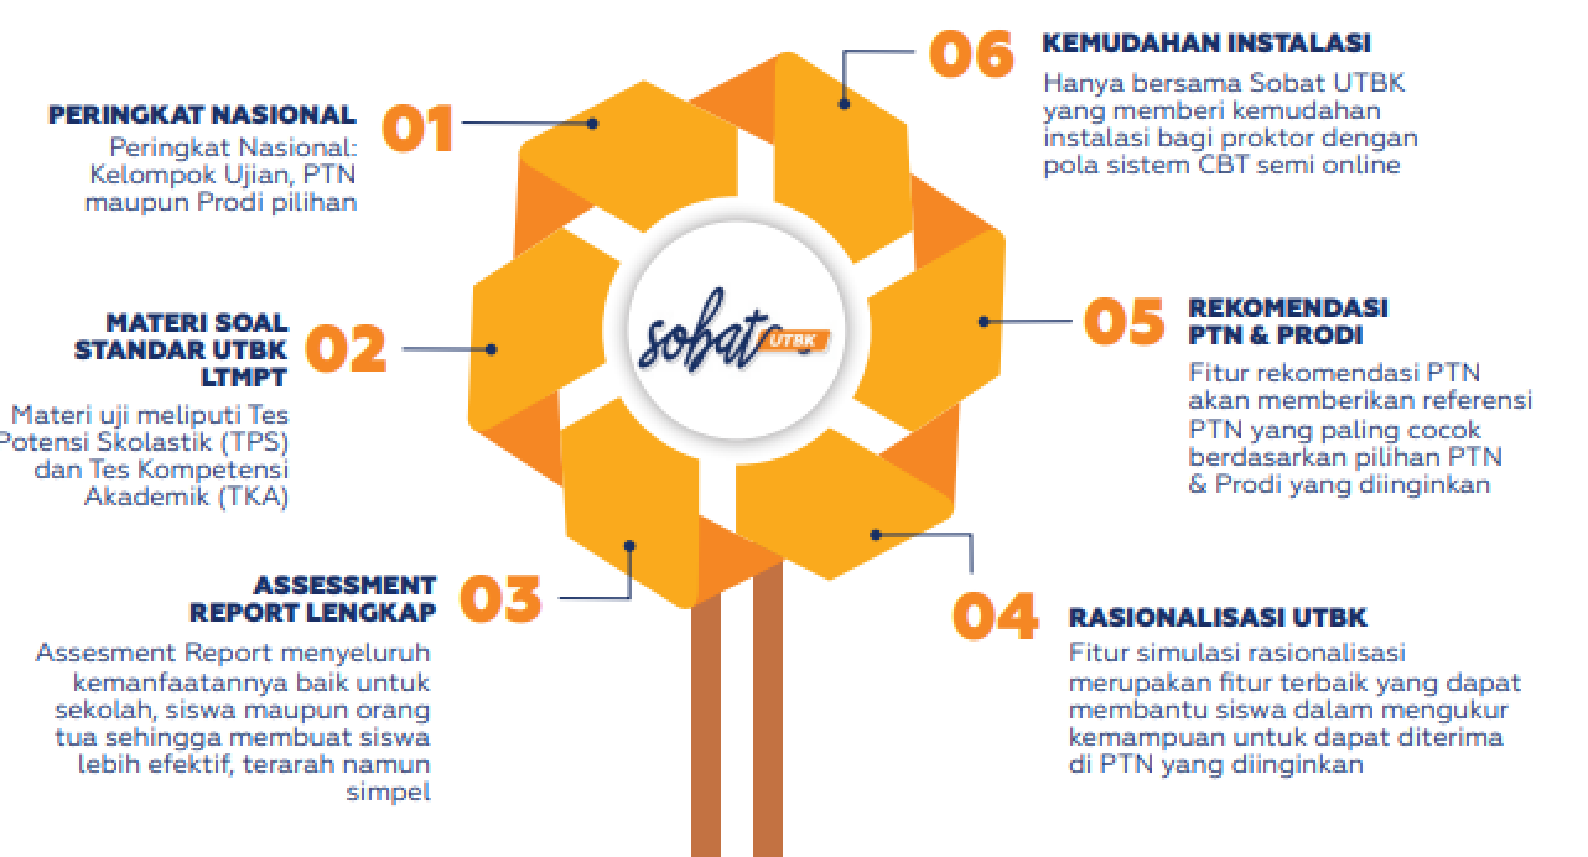 01
PERINGKAT NASIONAL
Peringkat Nasional:
Kelompok Ujian, PTN
maupun Prodi pilihan
02
MATERI SOAL
STANDAR UTBK
LTMPT
Materi uji meliputi Tes
Potensi Skolastik (TPS)
dan Tes Kompetensi
Akademik (TKA)
03
ASSESSMENT
REPORT LENGKAP
Assesment Report menyeluruh
kemanfaatannya baik untuk
sekolah, siswa maupun orang
tua sehingga membuat siswa
lebih efektif, terarah namun
simpel
sobat UTBK
04
RASIONALISASI UTBK
Fitur simulasi rasionalisasi
merupakan fitur terbaik yang dapat
membantu siswa dalam mengukur
kemampuan untuk dapat diterima
di PTN yang diinginkan
05
REKOMENDASI
PTN & PRODI
Fitur rekomendasi PTN
akan memberikan referensi
PTN yang paling cocok
berdasarkan pilihan PTN
& Prodi yang diinginkan
06
KEMUDAHAN INSTALASI
Hanya bersama Sobat UTBK
yang memberi kemudahan
instalasi bagi proktor dengan
pola sistem CBT semi online